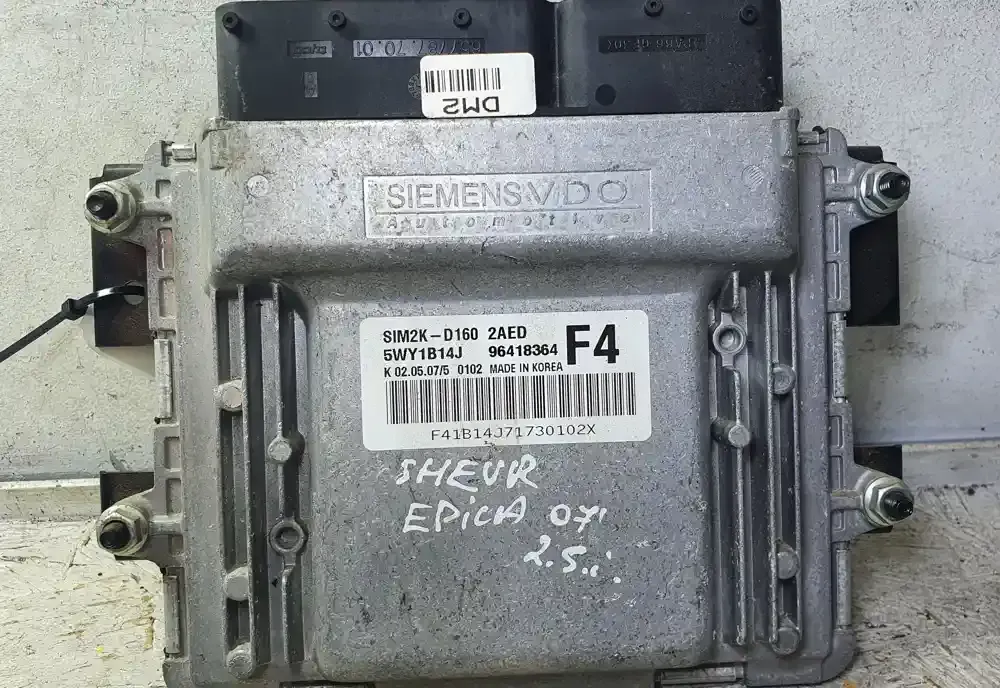 DM2
SIEMENS VDO
Automotive
SIM2K-D160 2AED
5WY1B14J 96418364 F4
K 02.05.07/5 0102 MADE IN KOREA
F41B14J71730102X
SHEVR
EPICA 07'
2.5i.